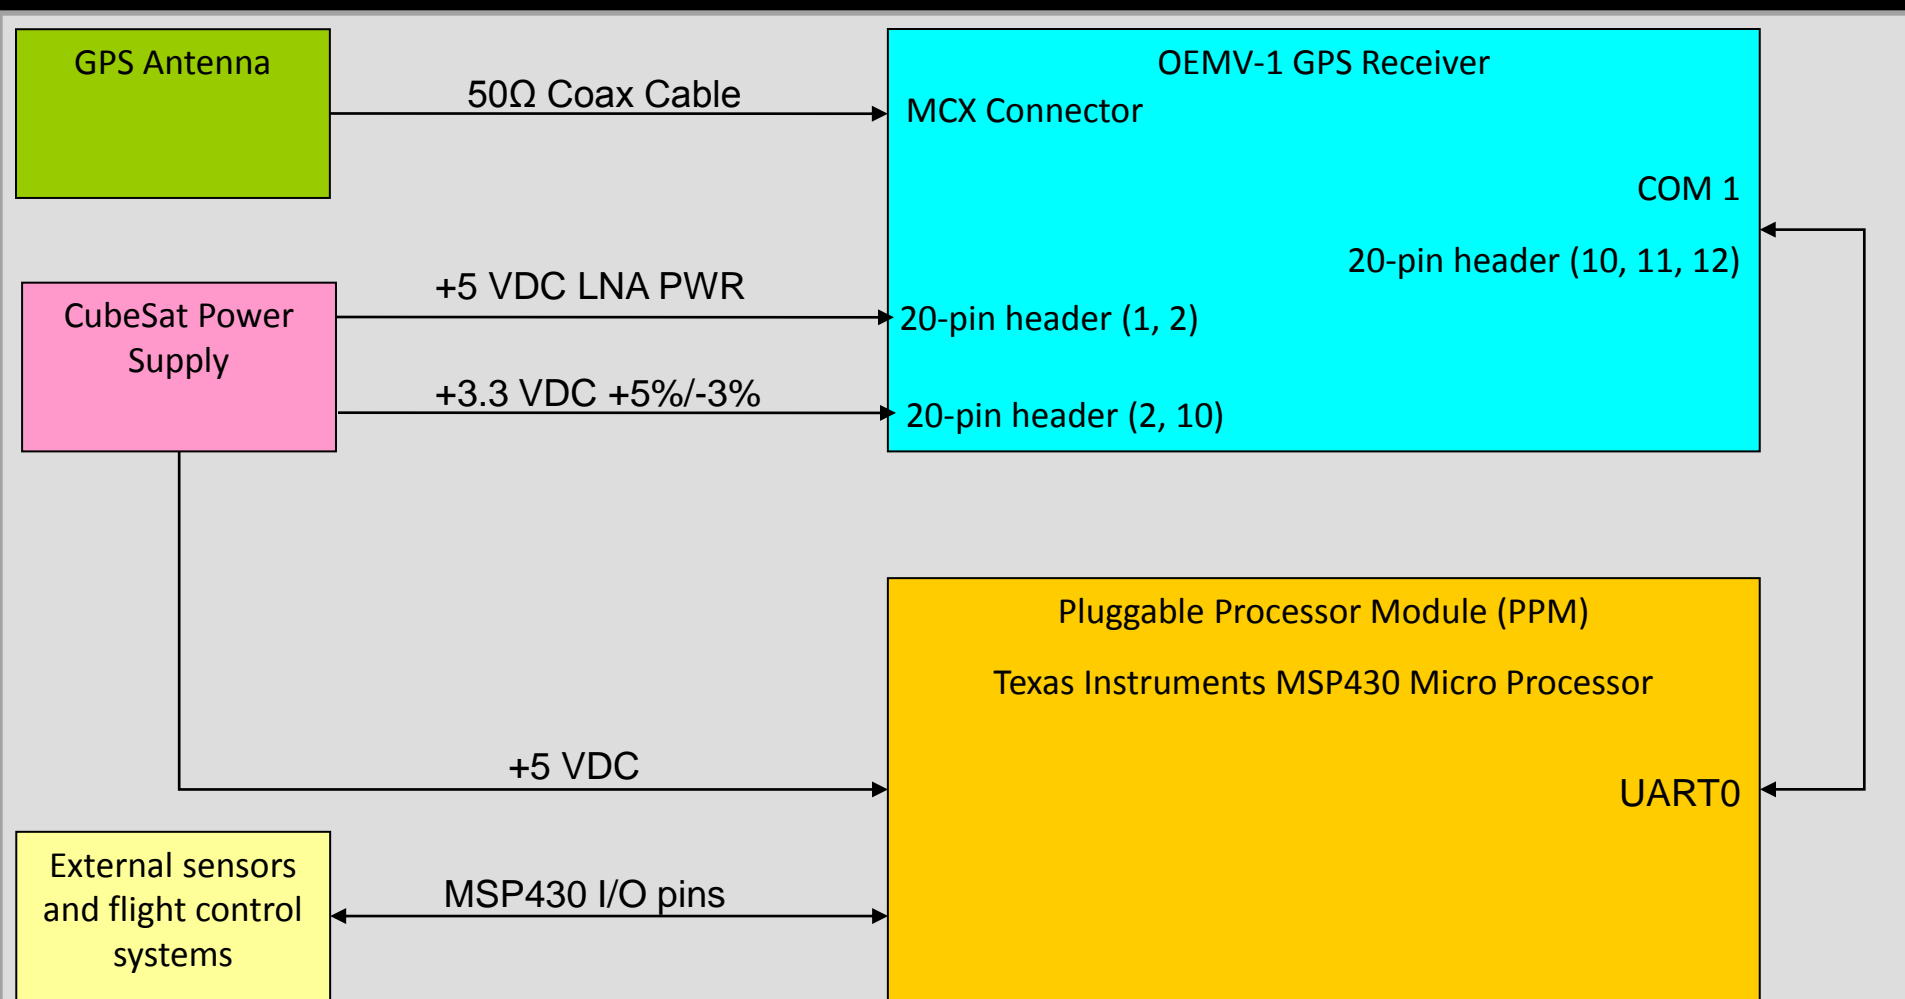 GPS Antenna
50Ω Coax Cable
OEMV-1 GPS Receiver
MCX Connector
COM 1
20-pin header (10, 11, 12)
CubeSat Power
Supply
+5 VDC LNA PWR
20-pin header (1, 2)
+3.3 VDC +5%/-3%
20-pin header (2, 10)
Pluggable Processor Module (PPM)
Texas Instruments MSP430 Micro Processor
+5 VDC
UART0
External sensors
and flight control
systems
MSP430 I/O pins